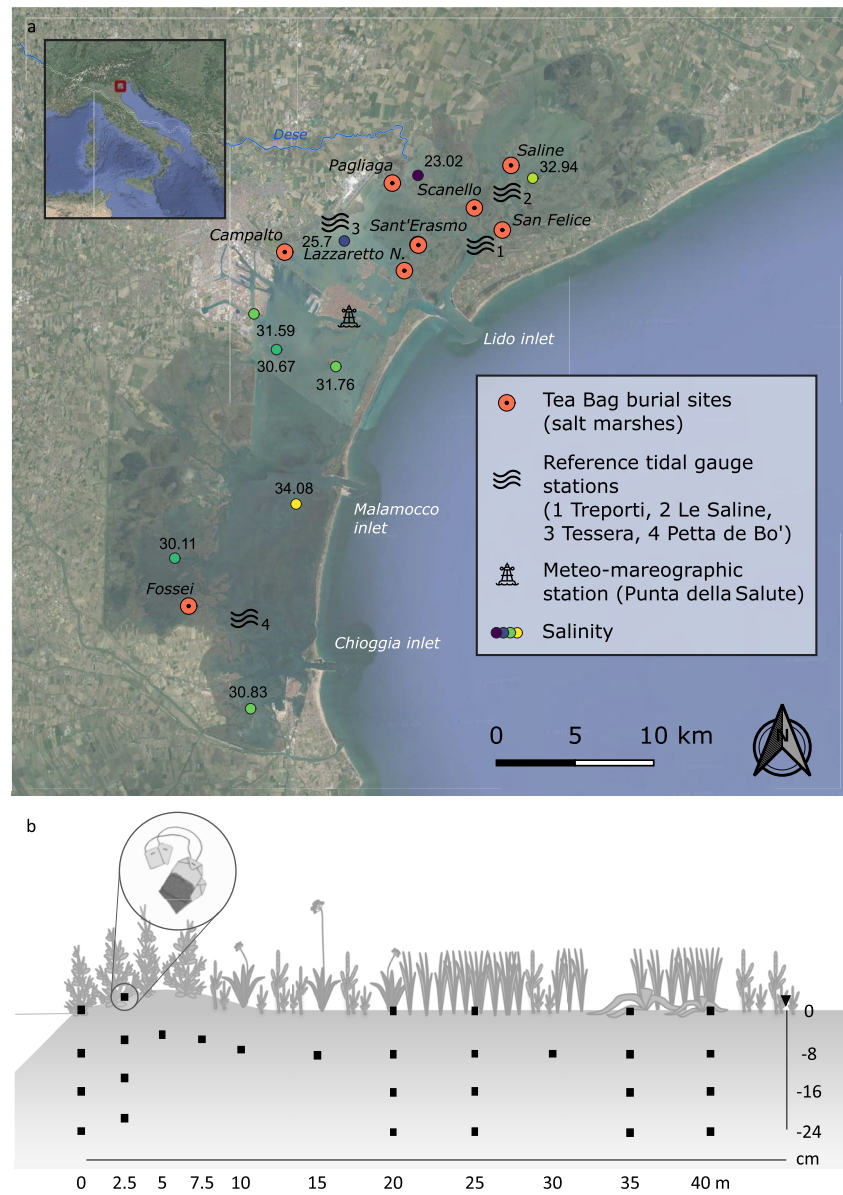 a
Dese
Pagliaga
23.02
Saline
32.94
Scanello
2
Campalto
25.7
3
Sant'Erasmo
San Felice
Lazzaretto N.
1
31.59
30.67
31.76
Lido inlet
34.08
Malamocco
inlet
30.11
Fossei
4
Chioggia inlet
30.83
Tea Bag burial sites
(salt marshes)
Reference tidal gauge
stations
(1 Treporti, 2 Le Saline,
3 Tessera, 4 Petta de Bo')
Meteo-mareographic
station (Punta della Salute)
Salinity
0 5 10 km
N
b
0
-8
-16
-24
cm
0 2.5 5 7.5 10 15 20 25 30 35 40 m